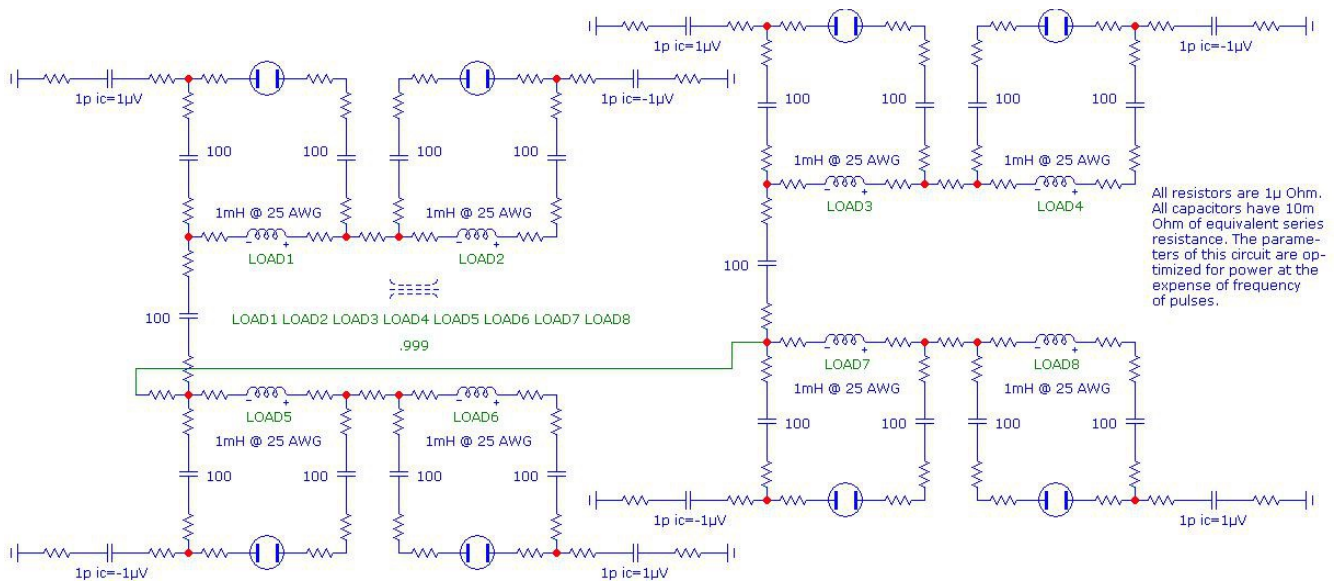 1p ic=1µV
1p ic=-1µV
100
100
100
100
1mH @ 25 AWG
1mH @ 25 AWG
LOAD3
LOAD4
1p ic=1µV
1p ic=-1µV
100
100
100
100
1mH @ 25 AWG
1mH @ 25 AWG
LOAD1
LOAD2
All resistors are 1µ Ohm.
All capacitors have 10m
Ohm of equivalent series
resistance. The parame-
ters of this circuit are op-
timized for power at the
expense of frequency
of pulses.
100
100
LOAD1 LOAD2 LOAD3 LOAD4 LOAD5 LOAD6 LOAD7 LOAD8
.999
LOAD7
LOAD8
1mH @ 25 AWG
1mH @ 25 AWG
100
100
100
100
LOAD5
LOAD6
1mH @ 25 AWG
1mH @ 25 AWG
100
100
100
100
1p ic=-1µV
1p ic=1µV
1p ic=-1µV
1p ic=1µV